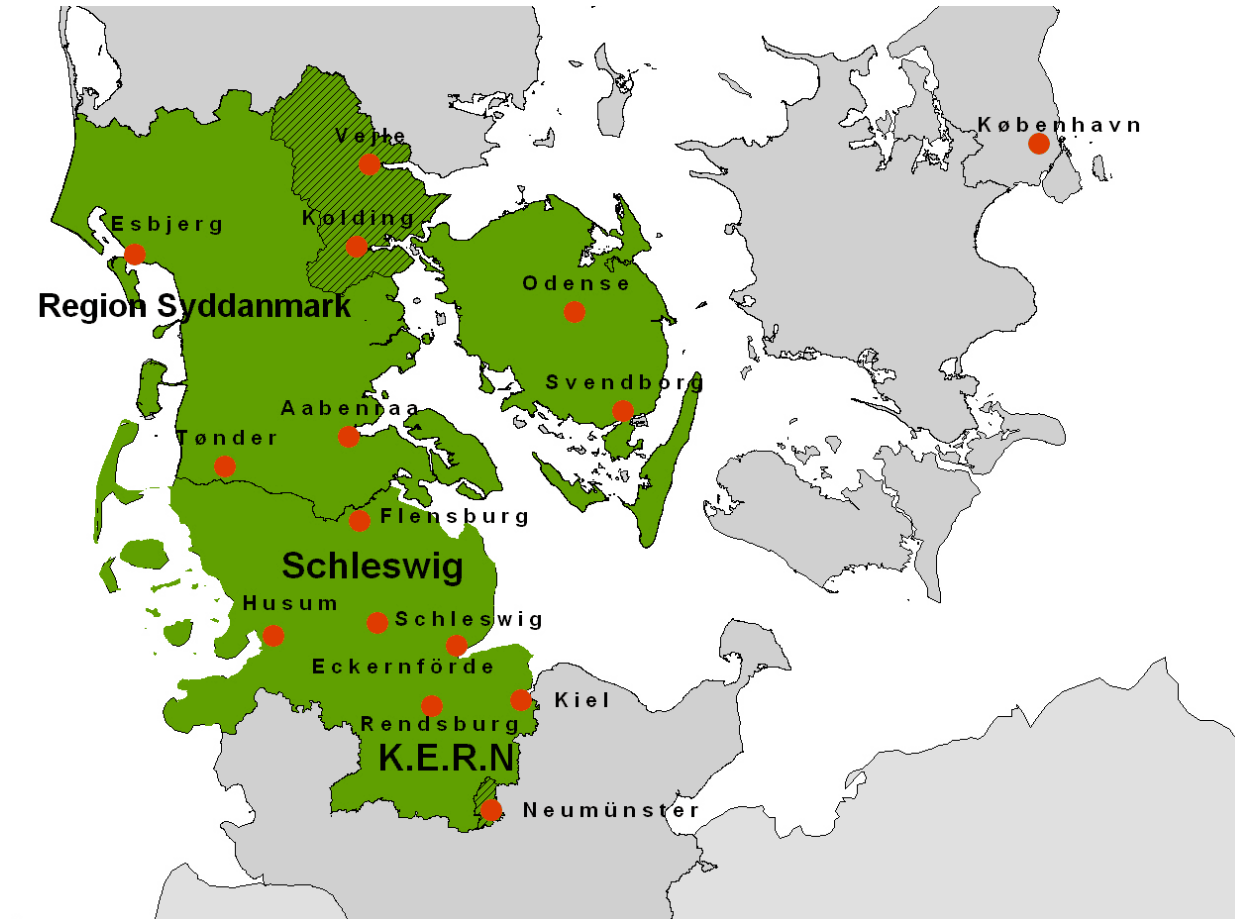 København
Vejle
Kolding
Esbjerg
Odense
Region Syddanmark
Svendborg
Aabenraa
Tønder
Flensburg
Schleswig
Husum
Schleswig
Eckernförde
Kiel
Rendsburg
K.E.R.N
Neumünster